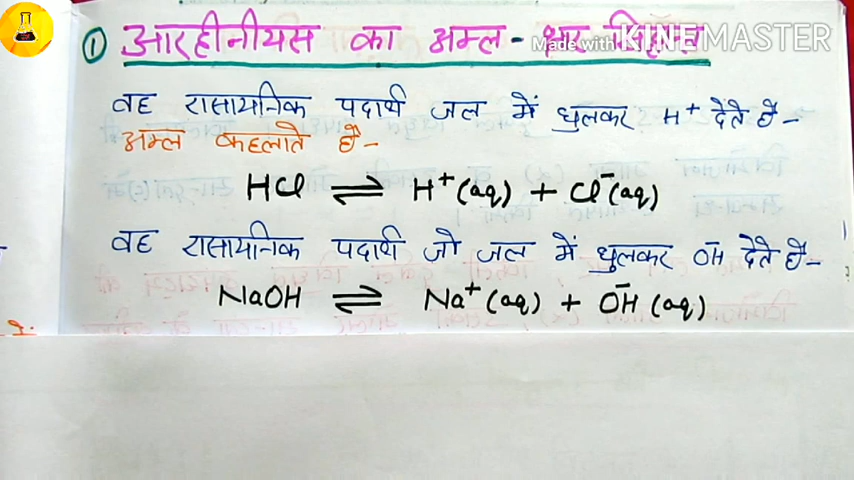 ① आरहीनीयस का अम्ल - क्षार
Made with KINEMASTER
वह रासायनिक पदार्थ जल में घुलकर H⁺ देते है -
अम्ल कहलाते है -
HCl ⇌ H⁺(aq) + Cl⁻(aq)
वह रासायनिक पदार्थ जो जल में घुलकर OH⁻ देते है -
NaOH ⇌ Na⁺(aq) + OH⁻(aq)